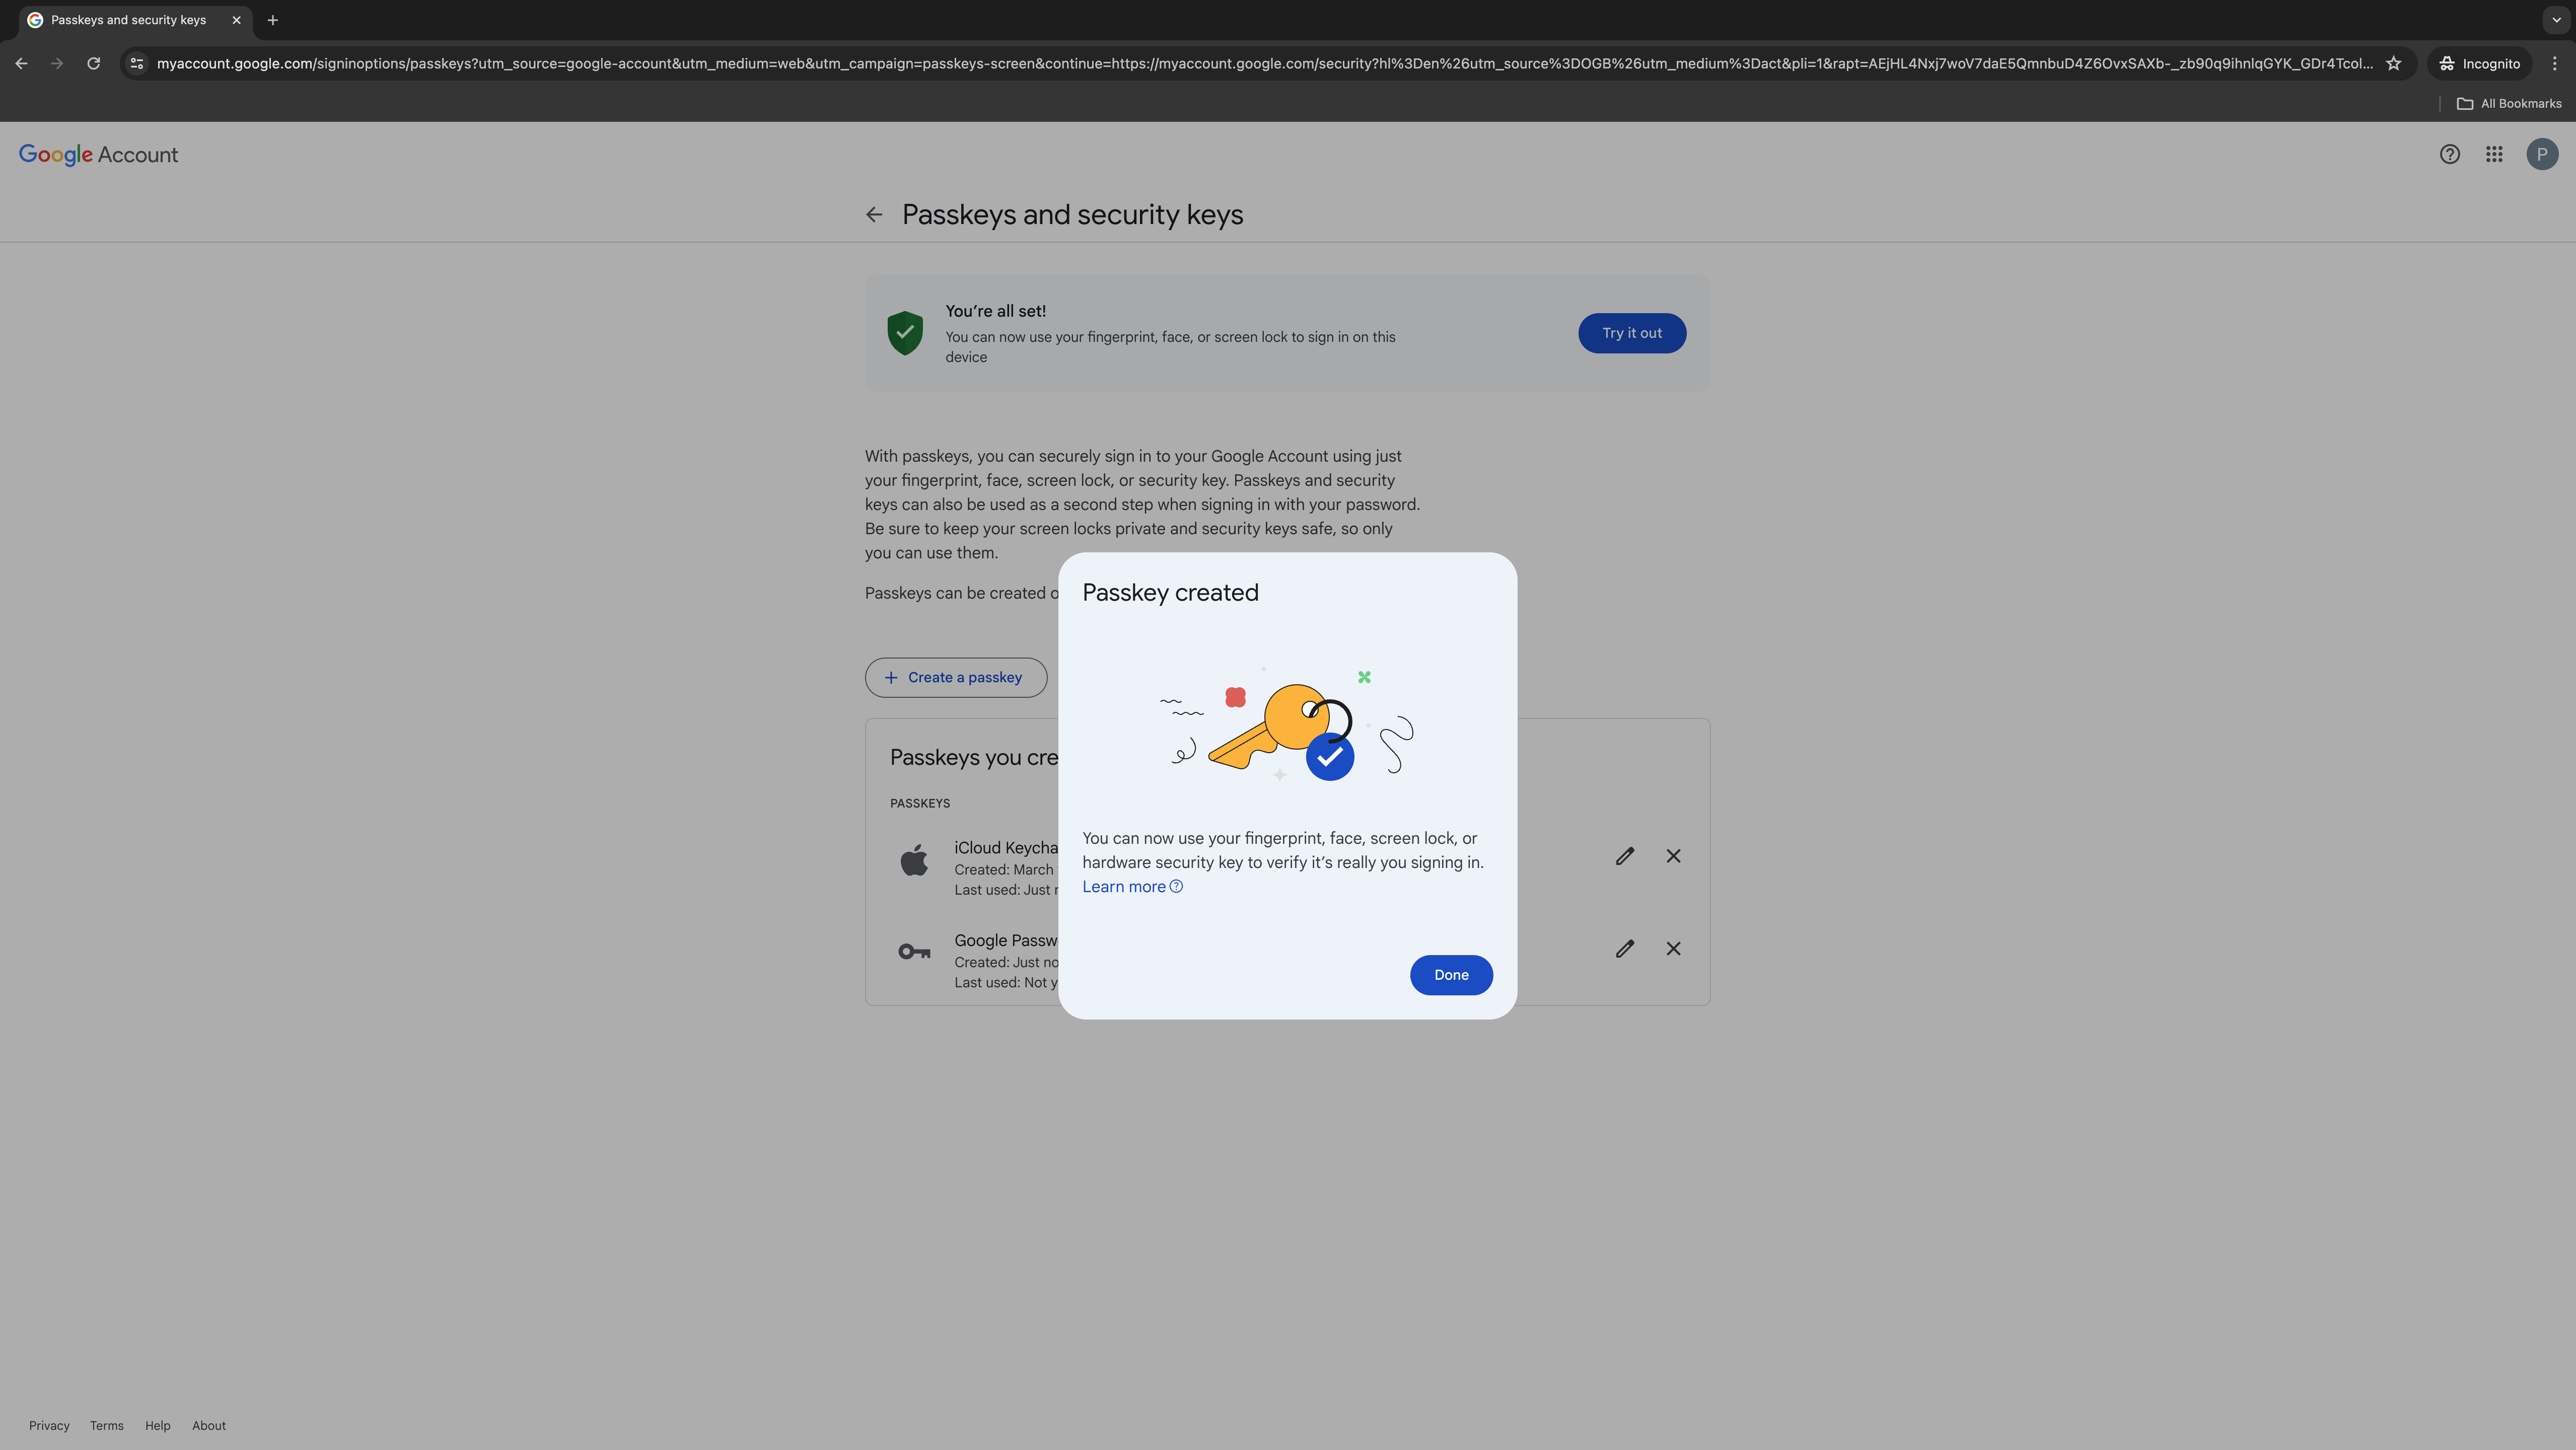 Passkeys and security keys
myaccount.google.com/signinoptions/passkeys?utm_source=google-account&utm_medium=web&utm_campaign=passkeys-screen&continue=https://myaccount.google.com/security?hl%3Den%26utm_source%3DOGB%26utm_medium%3Dact&pli=1&rapt=AEjHL4Nxj7woV7daE5QmnbuD4Z6OvxSAXb-_zb90q9ihnlqGYK_GDr4Tcol...
Incognito
All Bookmarks
Google Account
P
Passkeys and security keys
You're all set!
You can now use your fingerprint, face, or screen lock to sign in on this
device
Try it out
With passkeys, you can securely sign in to your Google Account using just
your fingerprint, face, screen lock, or security key. Passkeys and security
keys can also be used as a second step when signing in with your password.
Be sure to keep your screen locks private and security keys safe, so only
you can use them.
Passkeys can be created
+ Create a passkey
Passkeys you cre
PASSKEYS
iCloud Keycha
Created: March
Last used: Just
Google Passw
Created: Just no
Last used: Not y
Passkey created
You can now use your fingerprint, face, screen lock, or
hardware security key to verify it's really you signing in.
Learn more
Done
Privacy Terms Help About